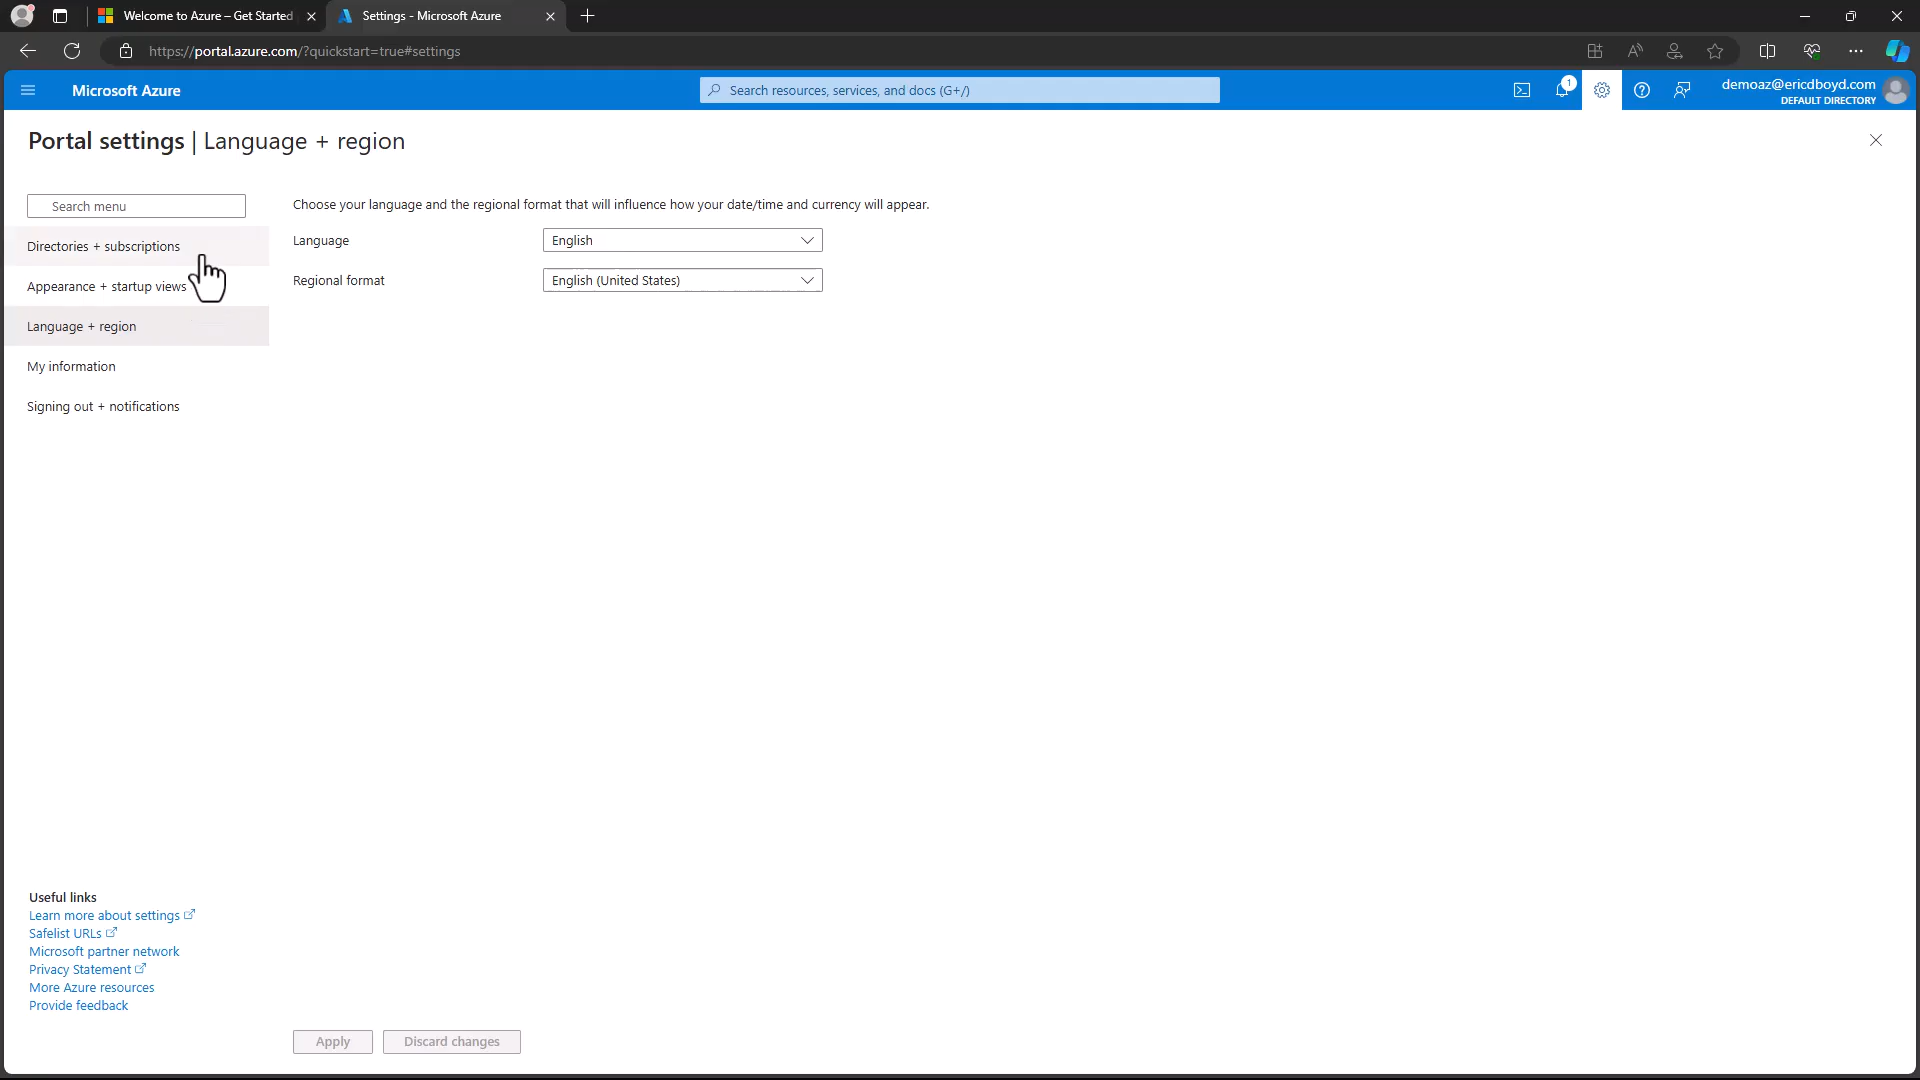 Welcome to Azure – Get Started
Settings - Microsoft Azure
https://portal.azure.com/?quickstart=true#settings
Microsoft Azure
Search resources, services, and docs (G+/)
1
demoaz@ericdboyd.com
DEFAULT DIRECTORY
Portal settings | Language + region
Search menu
Choose your language and the regional format that will influence how your date/time and currency will appear.
Directories + subscriptions
Language
English
Appearance + startup views
Regional format
English (United States)
Language + region
My information
Signing out + notifications
Useful links
Learn more about settings
Safelist URLs
Microsoft partner network
Privacy Statement
More Azure resources
Provide feedback
Apply
Discard changes